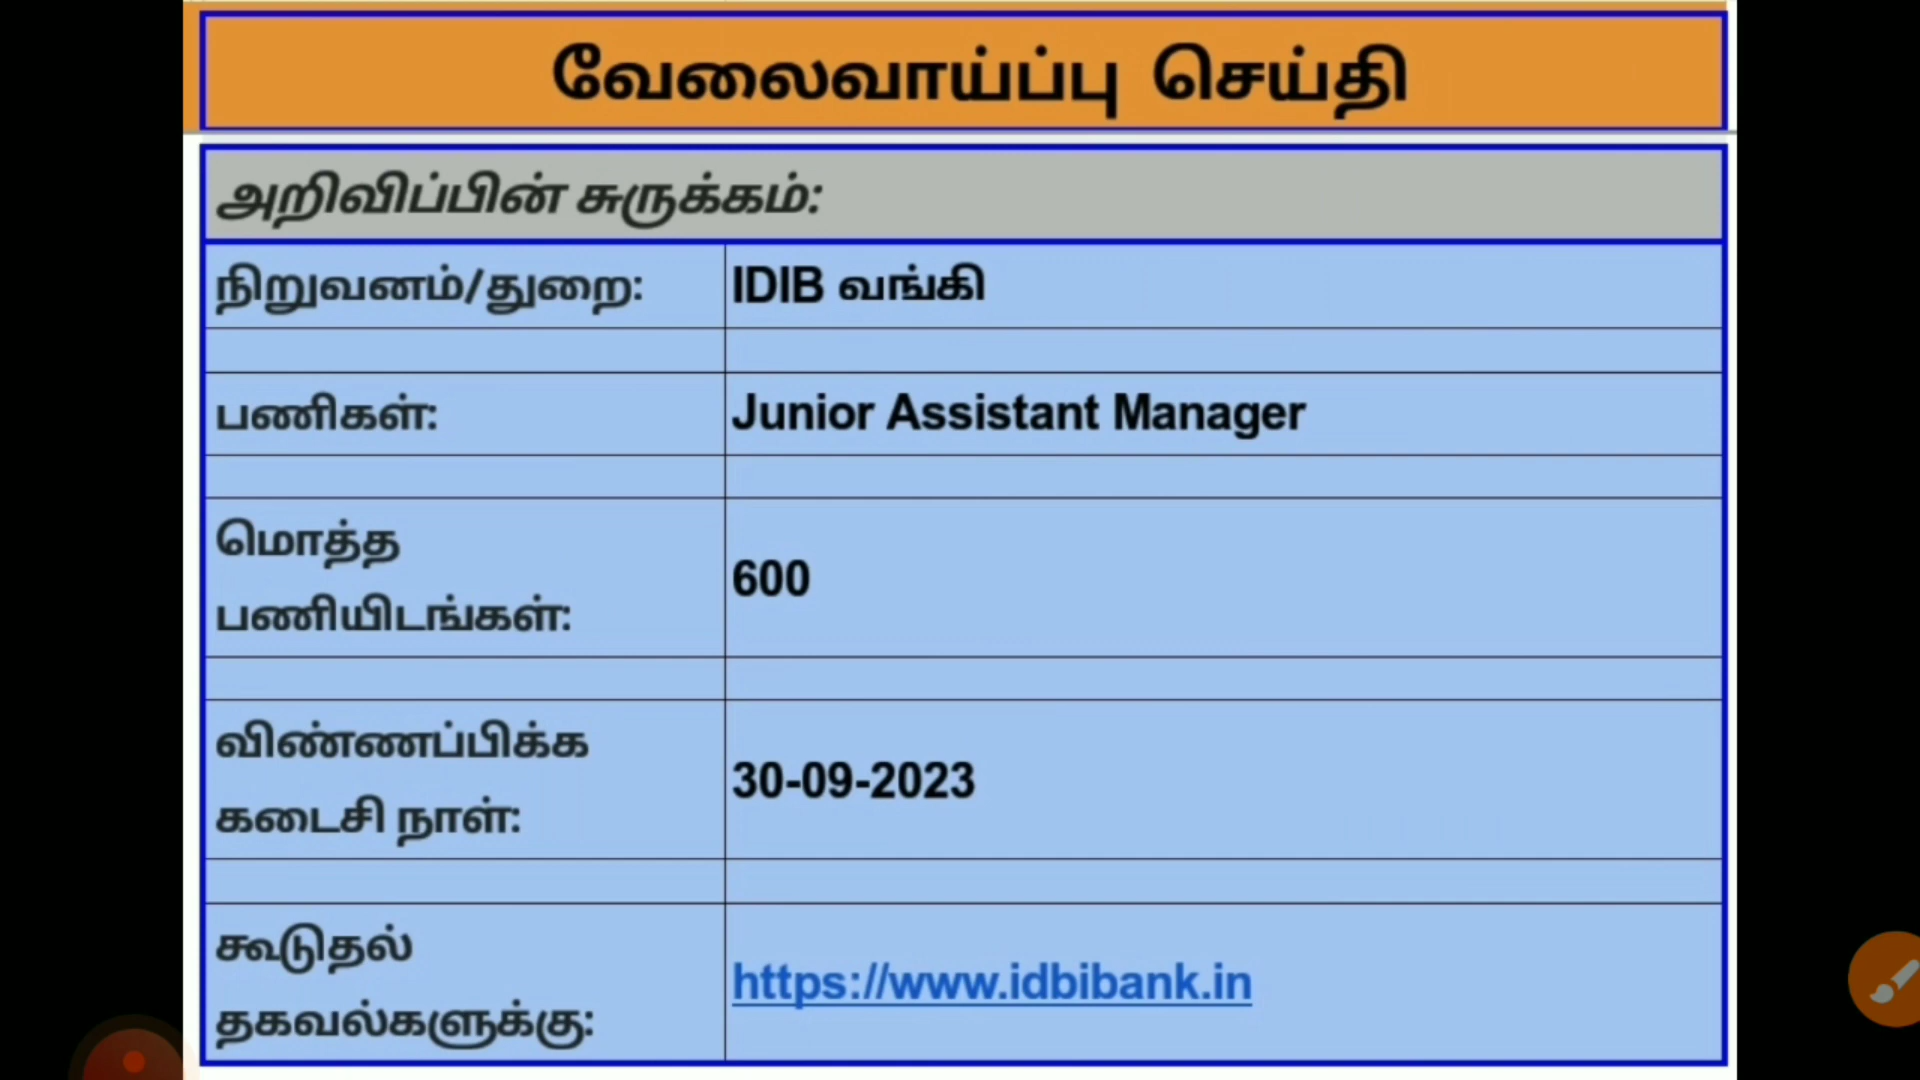 வேலைவாய்ப்பு செய்தி
அறிவிப்பின் சுருக்கம்:
நிறுவனம்/துறை:
IDIB வங்கி
பணிகள்:
Junior Assistant Manager
மொத்த
பணியிடங்கள்:
600
விண்ணப்பிக்க
கடைசி நாள்:
30-09-2023
கூடுதல்
தகவல்களுக்கு:
https://www.idbibank.in